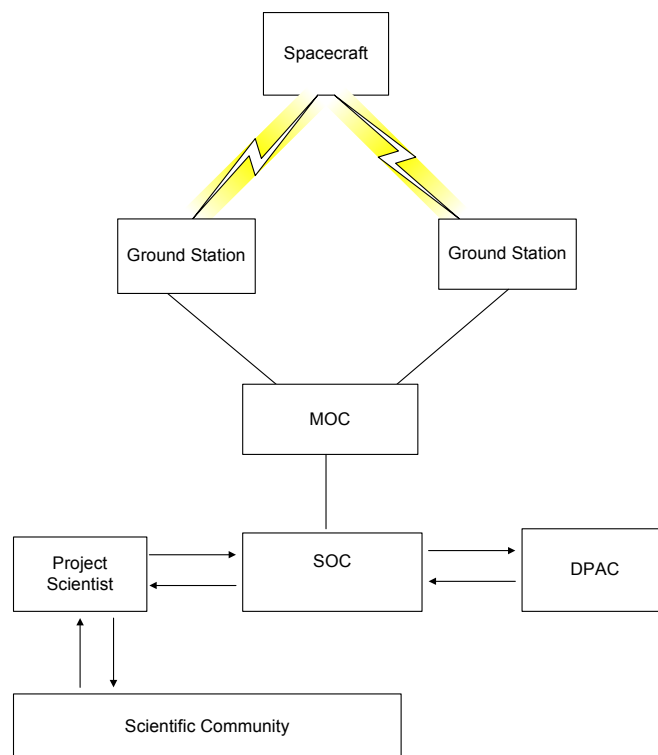 Spacecraft
Ground Station
Ground Station
MOC
Project
Scientist
SOC
DPAC
Scientific Community